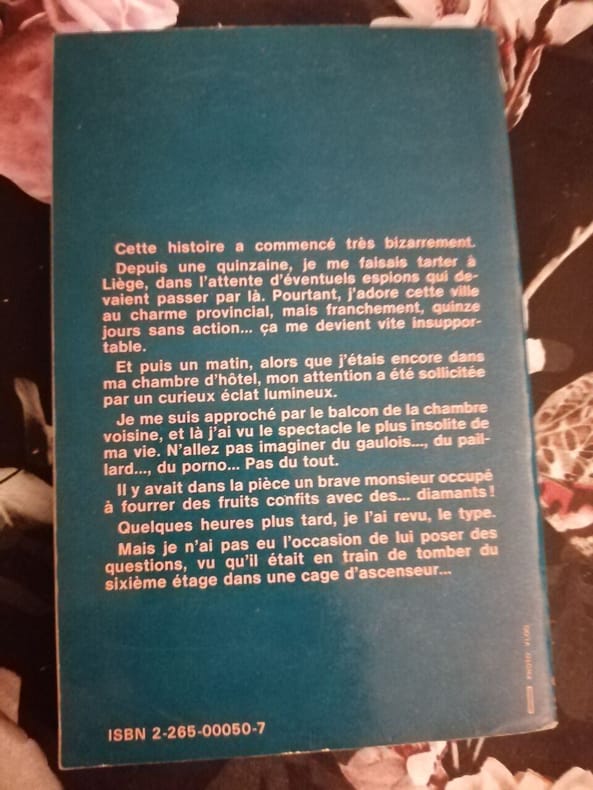 Cette histoire a commencé très bizarrement.
Depuis une quinzaine, je me faisais tarter à
Liège, dans l'attente d'éventuels espions qui de-
vaient passer par là. Pourtant, j'adore cette ville
au charme provincial, mais franchement, quinze
jours sans action... ça me devient vite insuppor-
table.
Et puis un matin, alors que j'étais encore dans
ma chambre d'hôtel, mon attention a été sollicitée
par un curieux éclat lumineux.
Je me suis approché par le balcon de la chambre
voisine, et là j'ai vu le spectacle le plus insolite de
ma vie. N'allez pas imaginer du gaulois..., du pail-
lard..., du porno... Pas du tout.
Il y avait dans la pièce un brave monsieur occupé
à fourrer des fruits confits avec des... diamants !
Quelques heures plus tard, je l'ai revu, le type.
Mais je n'ai pas eu l'occasion de lui poser des
questions, vu qu'il était en train de tomber du
sixième étage dans une cage d'ascenseur...
PHOTO
ISBN 2-265-00050-7